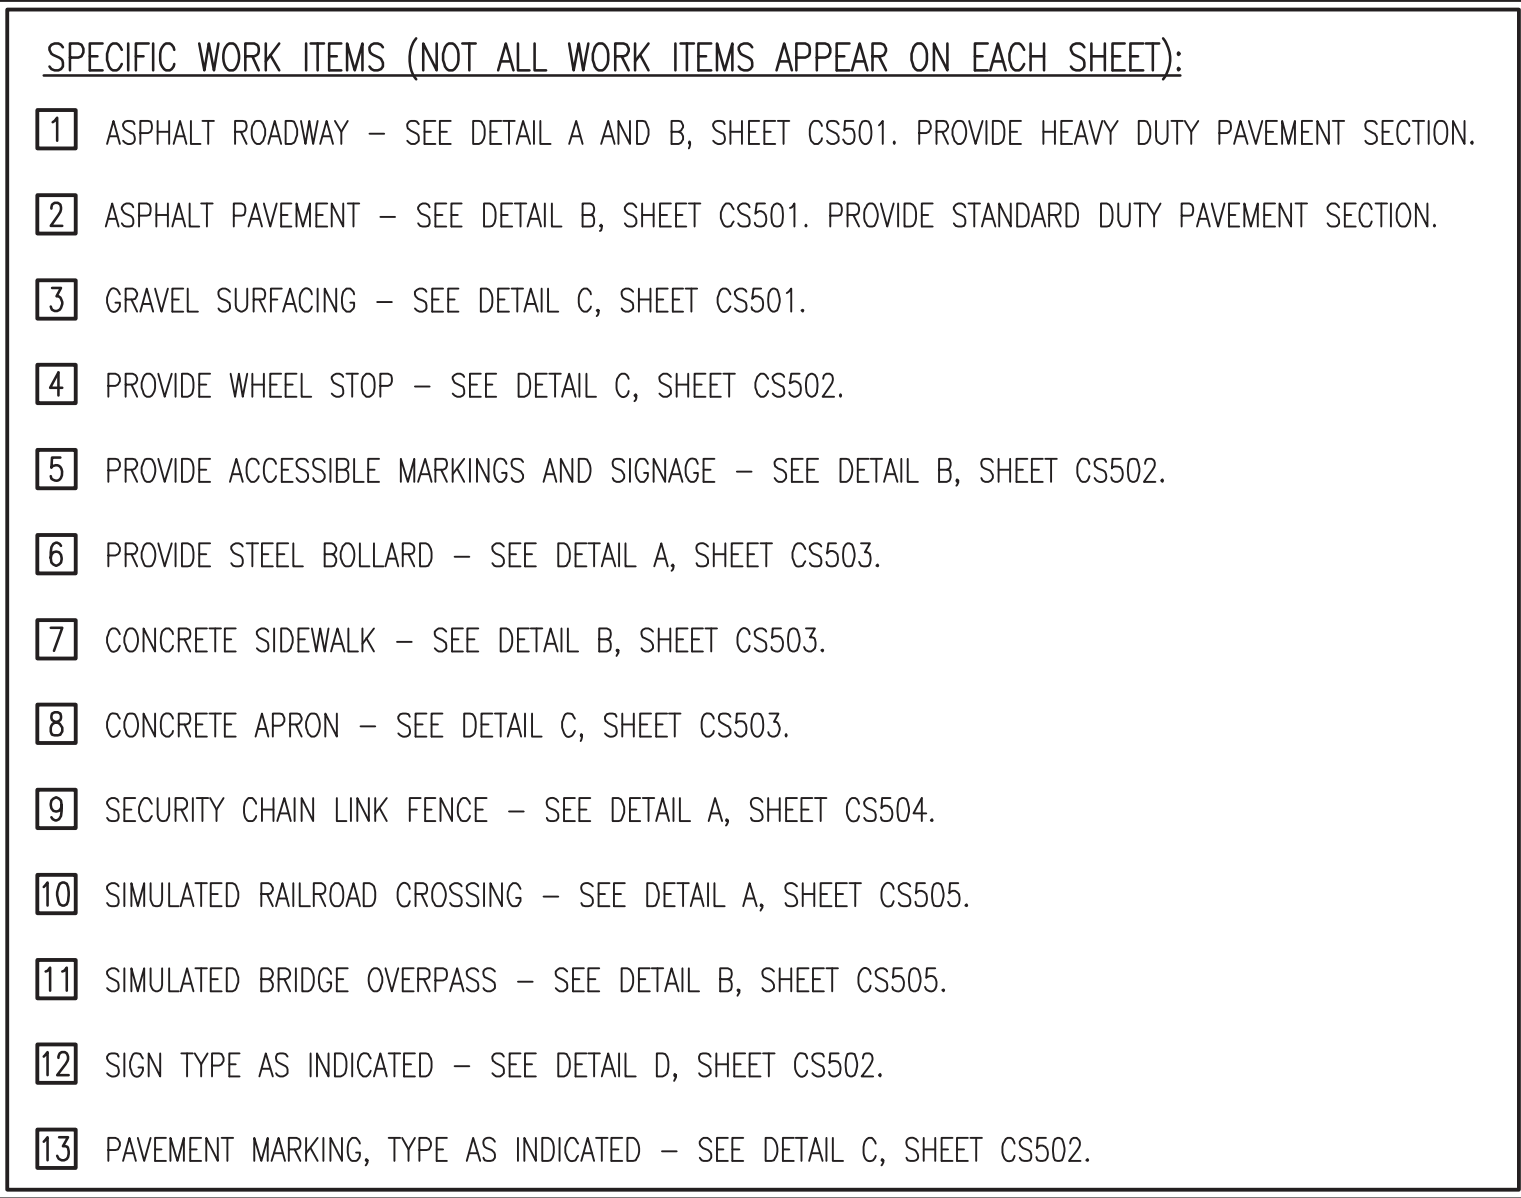 SPECIFIC WORK ITEMS (NOT ALL WORK ITEMS APPEAR ON EACH SHEET):
1 ASPHALT ROADWAY – SEE DETAIL A AND B, SHEET CS501. PROVIDE HEAVY DUTY PAVEMENT SECTION.
2 ASPHALT PAVEMENT – SEE DETAIL B, SHEET CS501. PROVIDE STANDARD DUTY PAVEMENT SECTION.
3 GRAVEL SURFACING – SEE DETAIL C, SHEET CS501.
4 PROVIDE WHEEL STOP – SEE DETAIL C, SHEET CS502.
5 PROVIDE ACCESSIBLE MARKINGS AND SIGNAGE – SEE DETAIL B, SHEET CS502.
6 PROVIDE STEEL BOLLARD – SEE DETAIL A, SHEET CS503.
7 CONCRETE SIDEWALK – SEE DETAIL B, SHEET CS503.
8 CONCRETE APRON – SEE DETAIL C, SHEET CS503.
9 SECURITY CHAIN LINK FENCE – SEE DETAIL A, SHEET CS504.
10 SIMULATED RAILROAD CROSSING – SEE DETAIL A, SHEET CS505.
11 SIMULATED BRIDGE OVERPASS – SEE DETAIL B, SHEET CS505.
12 SIGN TYPE AS INDICATED – SEE DETAIL D, SHEET CS502.
13 PAVEMENT MARKING, TYPE AS INDICATED – SEE DETAIL C, SHEET CS502.